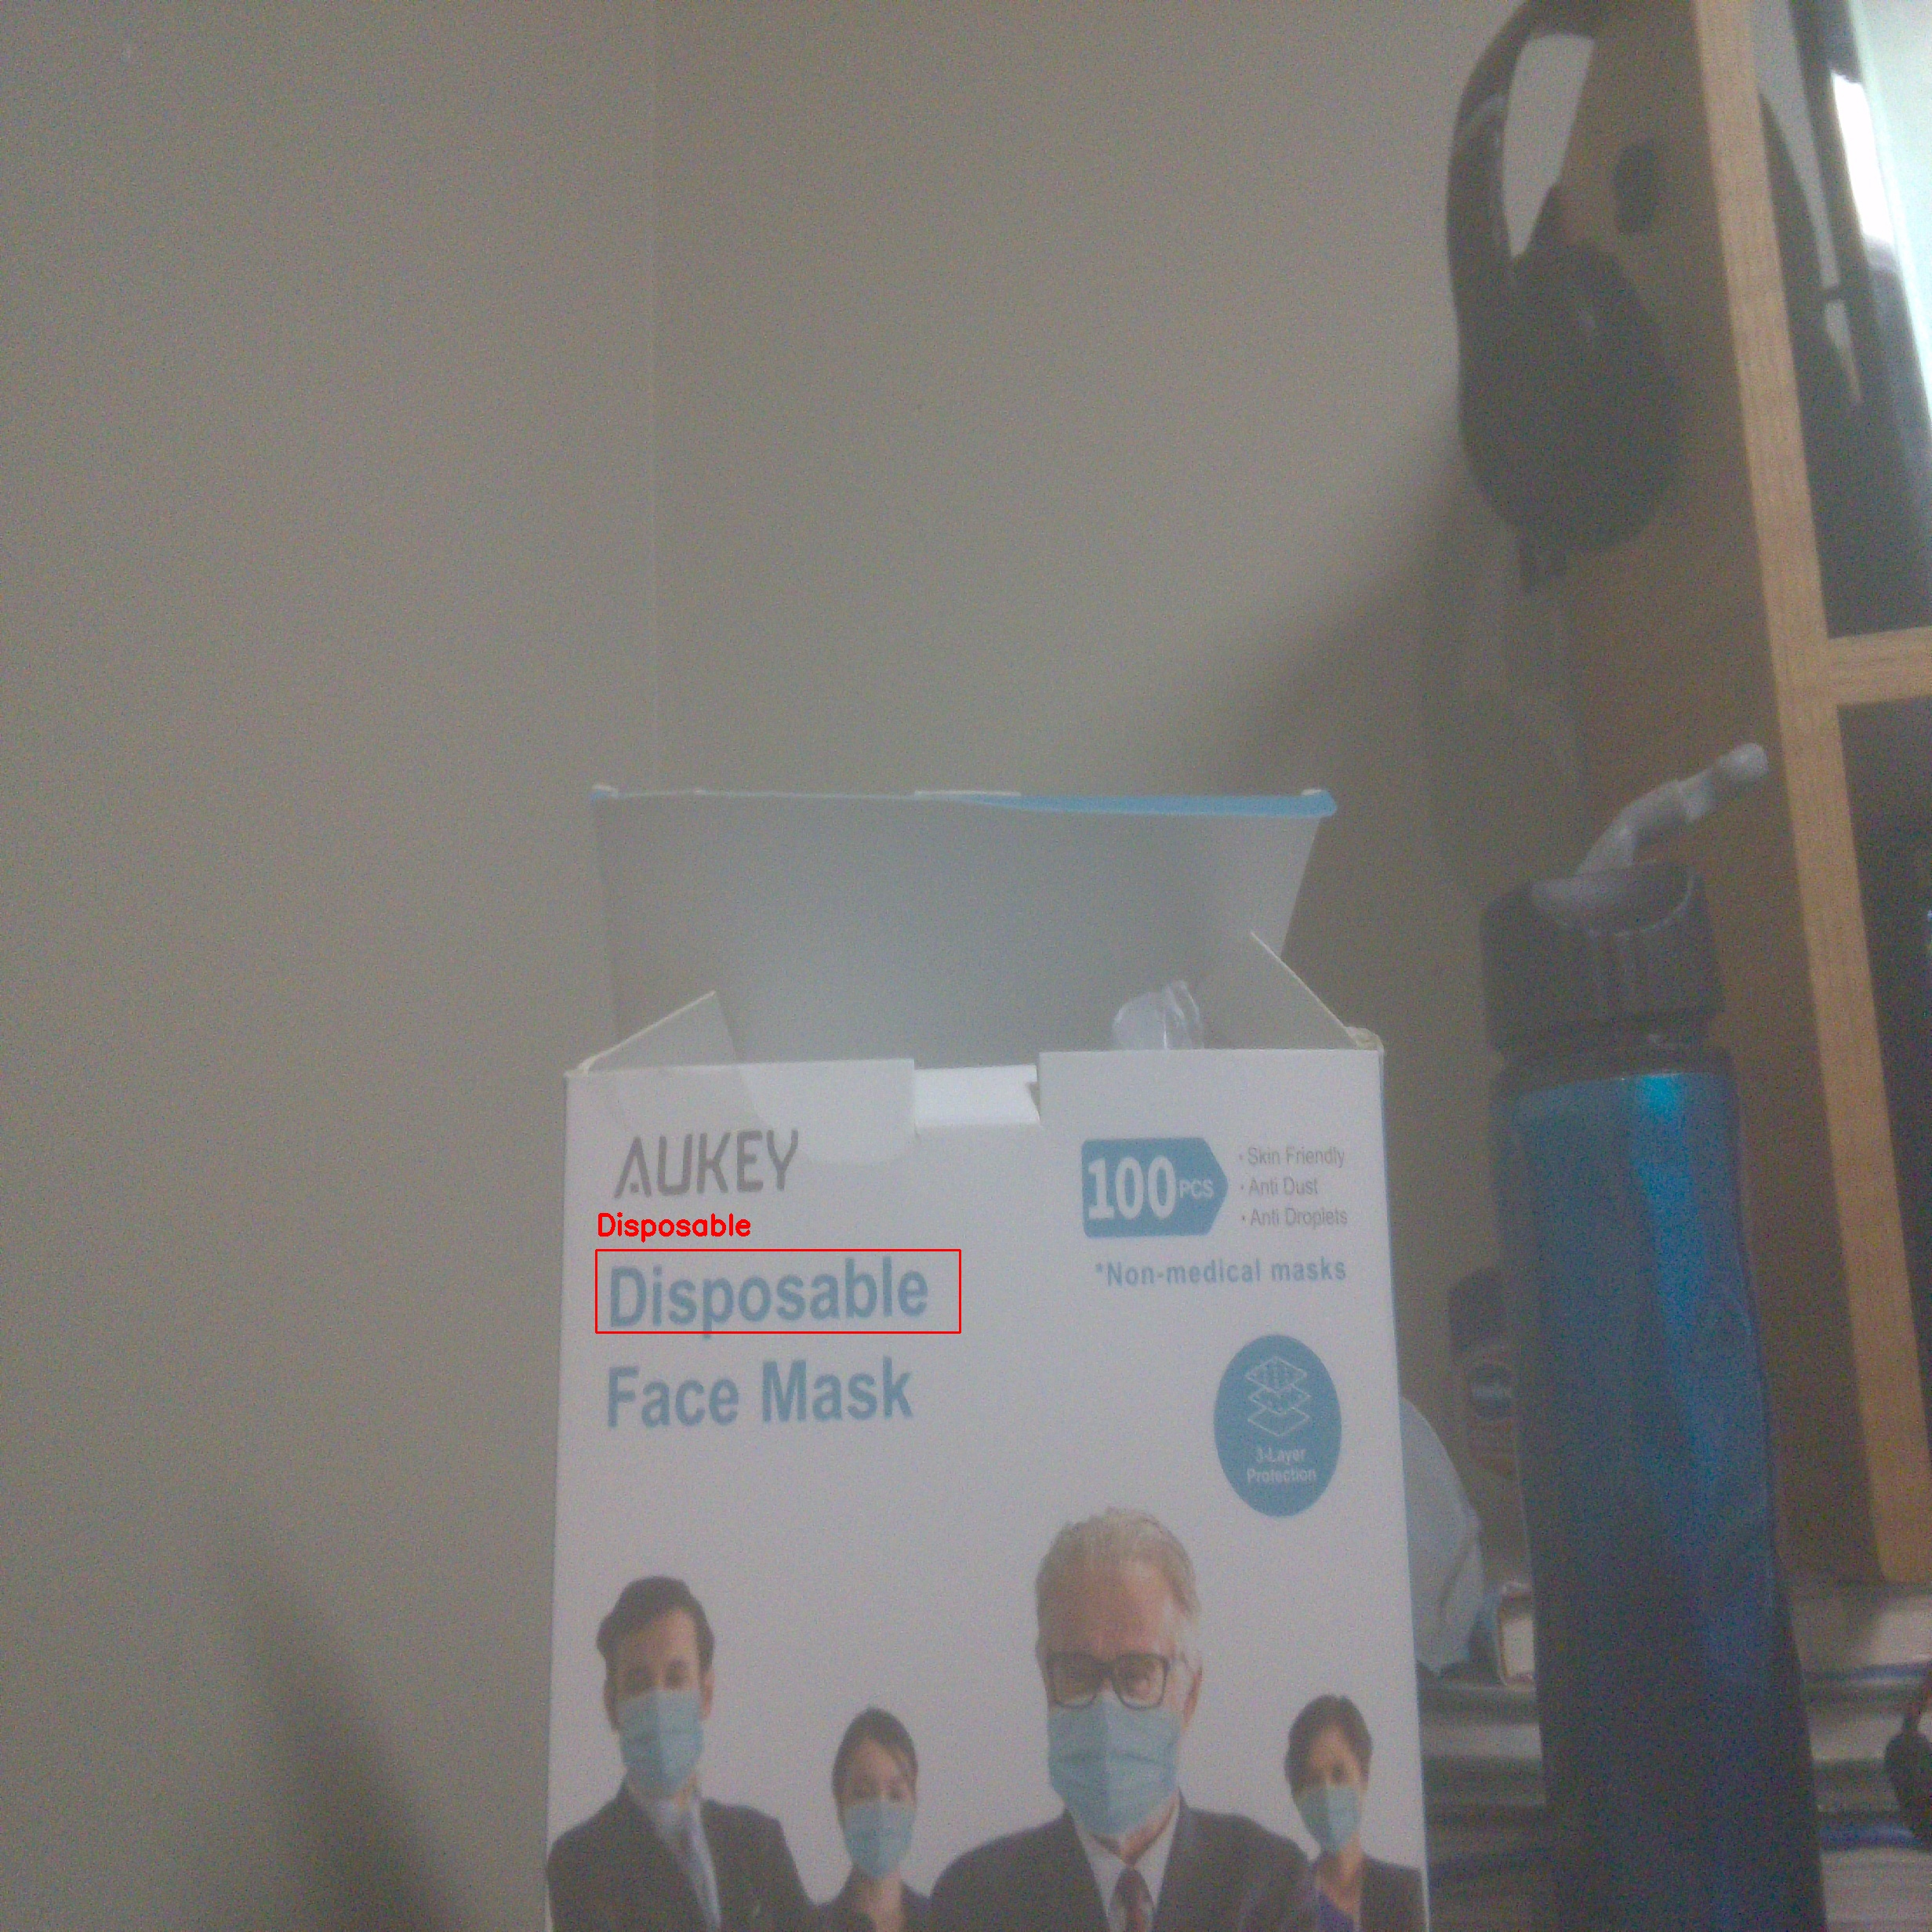 AUKEY
Disposable
Disposable
Face Mask
100 PCS
• Skin Friendly
• Anti Dust
• Anti Droplets
*Non-medical masks
3-Layer
Protection